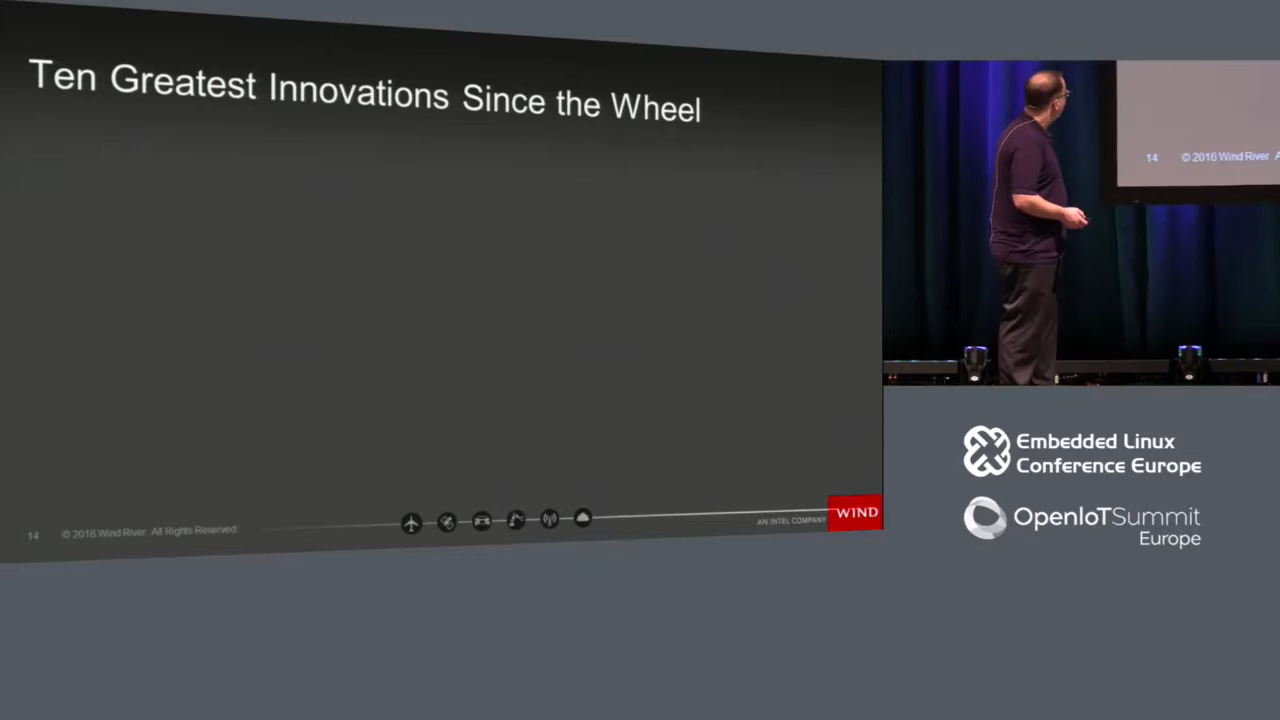 Ten Greatest Innovations Since the Wheel
14 © 2016 Wind River All Rights Reserved
AN INTEL COMPANY
WIND
14 © 2016 Wind River A
Embedded Linux
Conference Europe
OpenIoTSummit
Europe